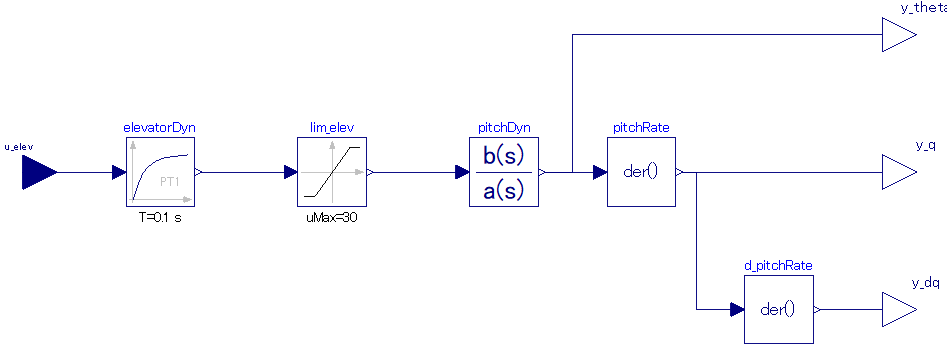 y_theta
elevatorDyn
lim_elev
pitchDyn
pitchRate
u_elev
y_q
PT1
b(s)
a(s)
der()
T=0.1 s
uMax=30
d_pitchRate
y_dq
der()